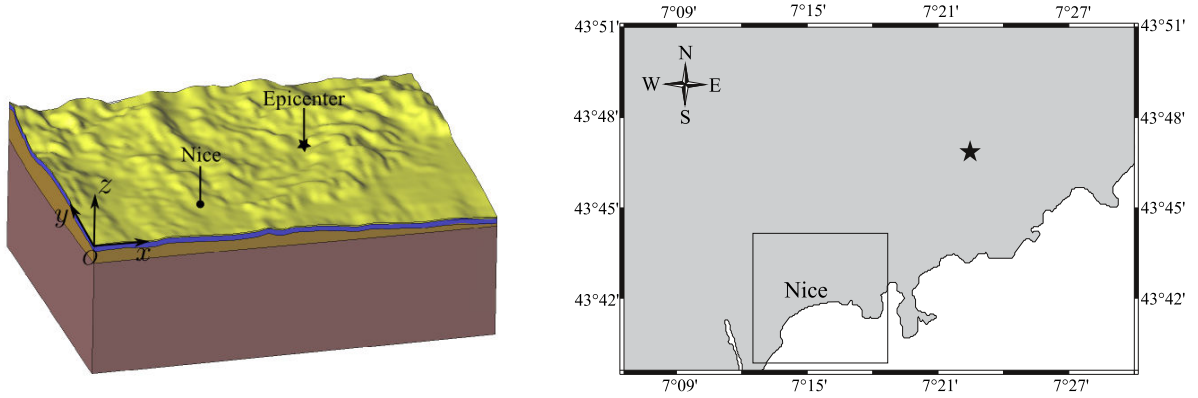 Epicenter
Nice
z
y
O
x
7°09' 7°15' 7°21' 7°27'
43°51' 43°51'
N
W E
S
43°48' 43°48'
43°45' 43°45'
Nice
43°42' 43°42'
7°09' 7°15' 7°21' 7°27'